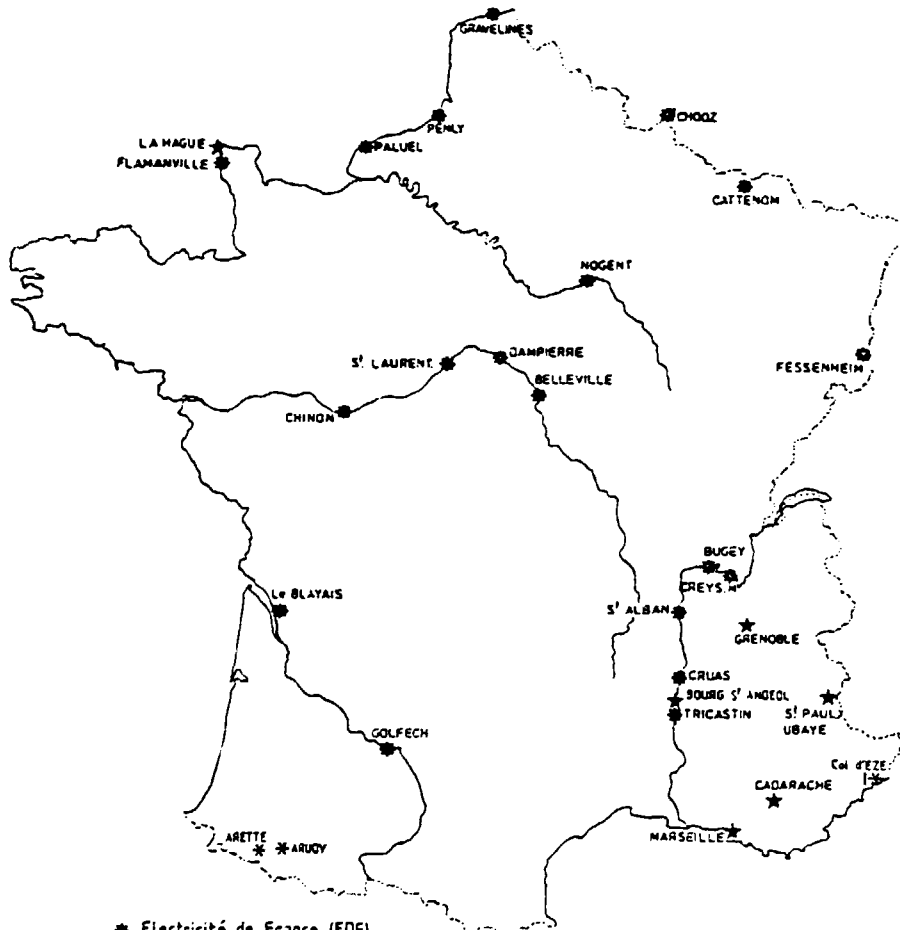 GRAVELINES
PENLY
CHOOZ
LA HAGUE
PALUEL
FLAMANVILLE
CATTENOM
NOGENT
St. LAURENT
DAMPIERRE
FESSENHEIM
BELLEVILLE
CHINON
BUGEY
CREYS.M
Le BLAYAIS
St ALBAN
GRENOBLE
CRUAS
BOURG St ANDEOL
TRICASTIN
St PAUL
UBAYE
GOLFECH
Col d'EZE
CADARACHE
MARSEILLE
ARETTE
ARUDY
* Electricité de France (EDF)